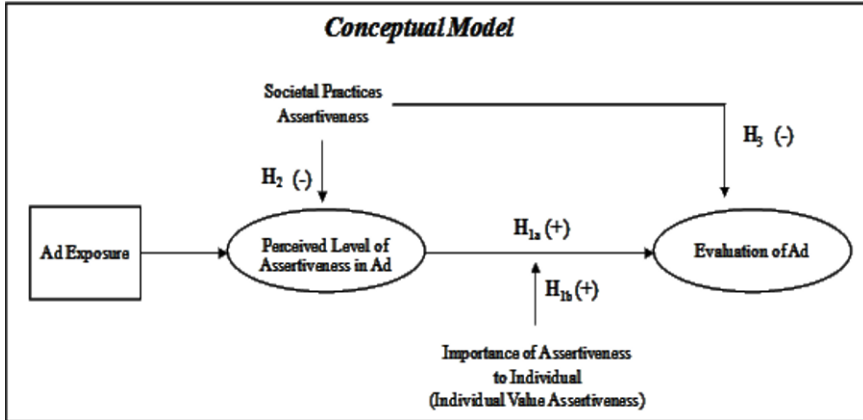 Conceptual Model
Societal Practices
Assertiveness
H3 (-)
H2 (-)
Ad Exposure
Perceived Level of
Assertiveness in Ad
H1a (+)
Evaluation of Ad
H1b (+)
Importance of Assertiveness
to Individual
(Individual Value Assertiveness)